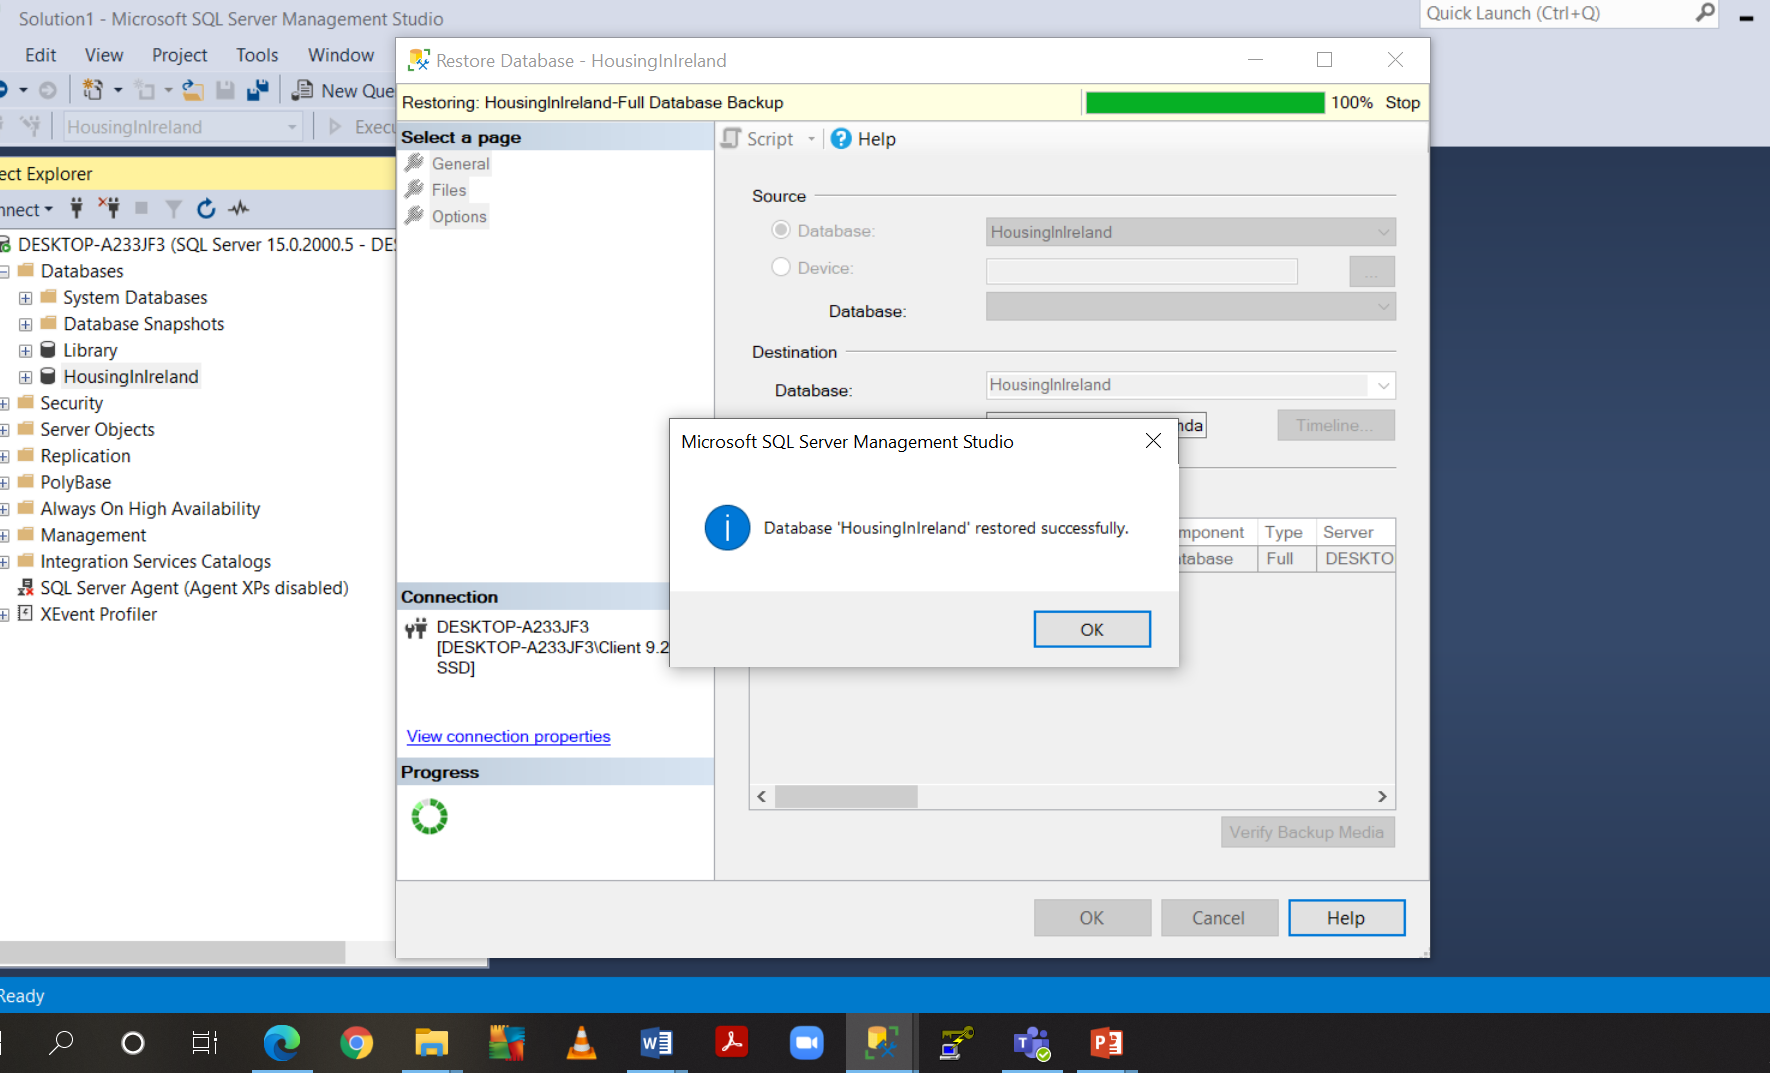 Solution1 - Microsoft SQL Server Management Studio
Quick Launch (Ctrl+Q)
Edit View Project Tools Window
New Que
HousingInIreland
Execu
ect Explorer
nnect
DESKTOP-A233JF3 (SQL Server 15.0.2000.5 - DES
Databases
System Databases
Database Snapshots
Library
HousingInIreland
Security
Server Objects
Replication
PolyBase
Always On High Availability
Management
Integration Services Catalogs
SQL Server Agent (Agent XPs disabled)
XEvent Profiler
Restore Database - HousingInIreland
Restoring: HousingInIreland-Full Database Backup
100% Stop
Select a page
General
Files
Options
Script Help
Source
Database: HousingInIreland
Device:
...
Database:
Destination
Database: HousingInIreland
nda
Timeline...
mponent Type Server
tabase Full DESKTO
Microsoft SQL Server Management Studio
Database 'HousingInIreland' restored successfully.
OK
Connection
DESKTOP-A233JF3
[DESKTOP-A233JF3\Client 9.2
SSD]
View connection properties
Progress
Verify Backup Media
OK Cancel Help
Ready